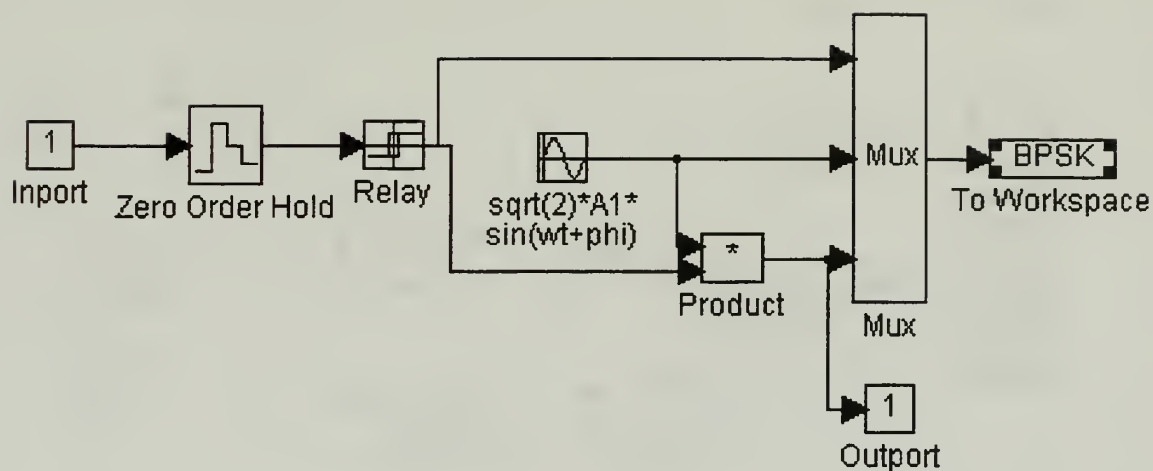 1
Inport
Zero Order Hold
Relay
sqrt(2)*A1*
sin(wt+phi)
*
Product
Mux
Mux
BPSK
To Workspace
1
Outport